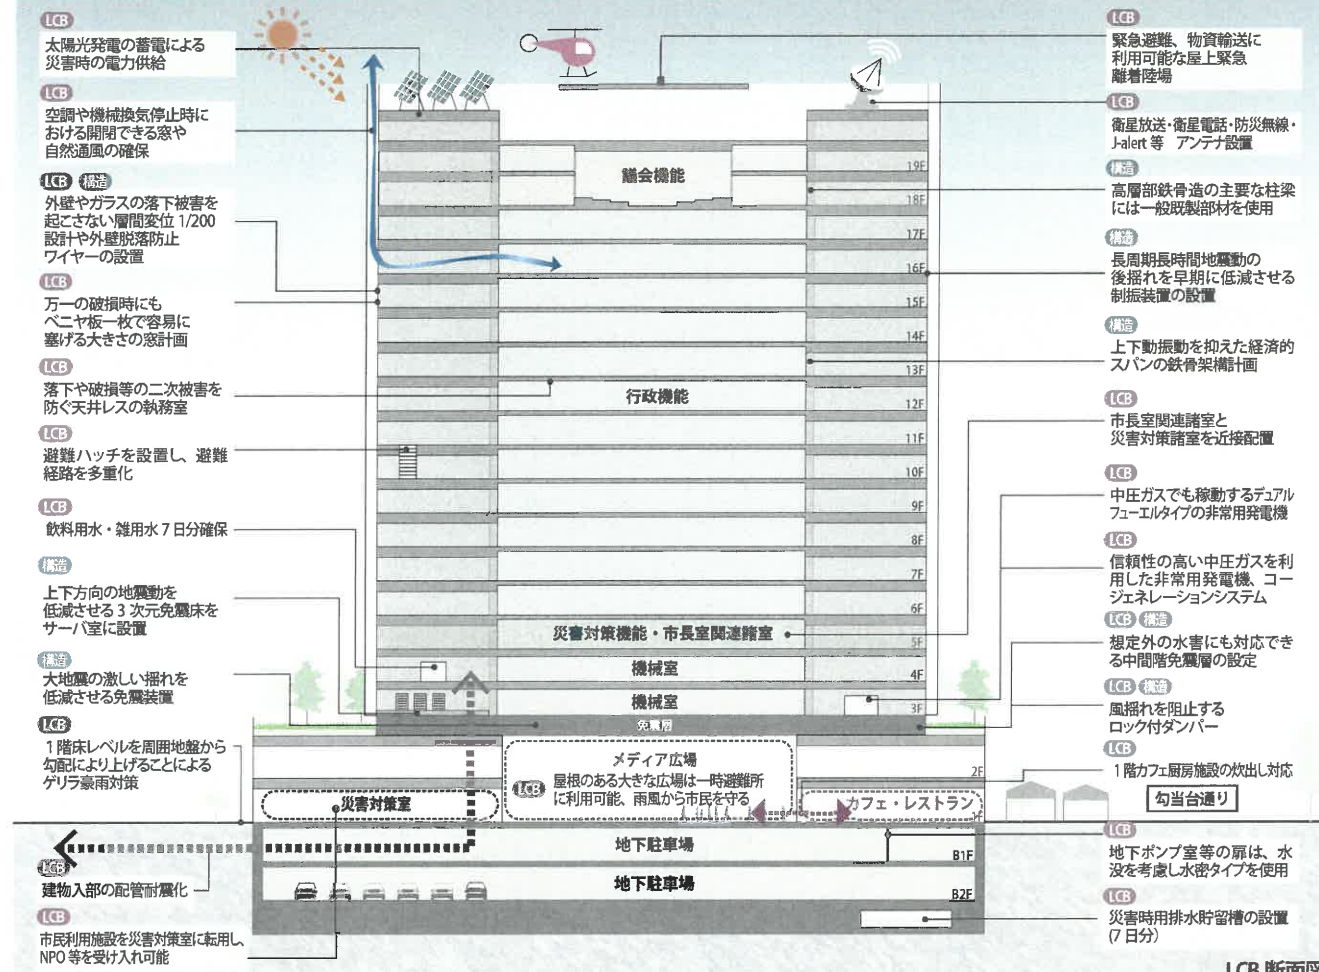 LCB
太陽光発電の蓄電による
災害時の電力供給
LCB
空調や機械換気停止時に
おける開閉できる窓や
自然通風の確保
LCB 構造
外壁やガラスの落下被害を
起こさない層間変位 1/200
設計や外壁脱落防止
ワイヤーの設置
LCB
万一の破損時にも
ベニヤ板一枚で容易に
塞げる大きさの窓計画
LCB
落下や破損等の二次被害を
防ぐ天井レスの執務室
LCB
避難ハッチを設置し、避難
経路を多重化
LCB
飲料用水・雑用水 7 日分確保
構造
上下方向の地震動を
低減させる 3 次元免震床を
サーバ室に設置
構造
大地震の激しい揺れを
低減させる免震装置
LCB
1 階床レベルを周囲地盤から
勾配により上げることによる
ゲリラ豪雨対策
LCB
建物入部の配管耐震化
LCB
市民利用施設を災害対策室に転用し、
NPO 等を受け入れ可能
議会機能
行政機能
災害対策機能・市長室関連諸室
機械室
機械室
免震層
メディア広場
LCB 屋根のある大きな広場は一時避難所
に利用可能、雨風から市民を守る
災害対策室
カフェ・レストラン
地下駐車場
地下駐車場
19F
18F
17F
16F
15F
14F
13F
12F
11F
10F
9F
8F
7F
6F
5F
4F
3F
2F
B1F
B2F
LCB
緊急避難、物資輸送に
利用可能な屋上緊急
離着陸場
LCB
衛星放送・衛星電話・防災無線・
J-alert 等 アンテナ設置
構造
高層部鉄骨造の主要な柱梁
には一般既製部材を使用
構造
長周期長時間地震動の
後揺れを早期に低減させる
制振装置の設置
構造
上下動振動を抑えた経済的
スパンの鉄骨架構計画
LCB
市長室関連諸室と
災害対策諸室を近接配置
LCB
中圧ガスでも稼動するデュアル
フューエルタイプの非常用発電機
LCB
信頼性の高い中圧ガスを利
用した非常用発電機、コー
ジェネレーションシステム
LCB 構造
想定外の水害にも対応でき
る中間階免震層の設定
LCB 構造
風揺れを阻止する
ロック付ダンパー
LCB
1 階カフェ厨房施設の炊出し対応
勾当台通り
LCB
地下ポンプ室等の扉は、水
没を考慮し水密タイプを使用
LCB
災害時用排水貯留槽の設置
(7 日分)
LCB 断面図